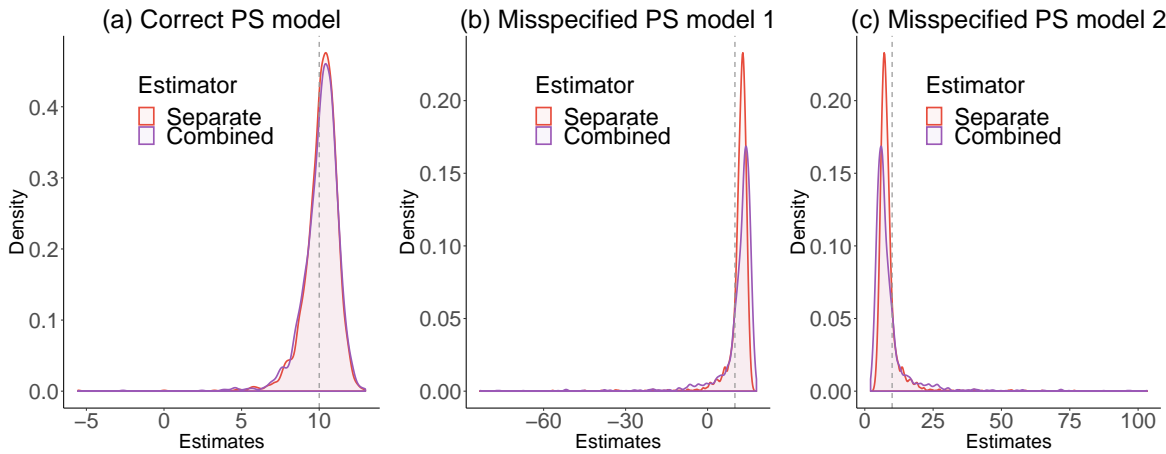 (a) Correct PS model
Density
0.4
0.3
0.2
0.1
0.0
Estimator
Separate
Combined
−5 0 5 10
Estimates
(b) Misspecified PS model 1
Density
0.20
0.15
0.10
0.05
0.00
Estimator
Separate
Combined
−60 −30 0
Estimates
(c) Misspecified PS model 2
Density
0.20
0.15
0.10
0.05
0.00
Estimator
Separate
Combined
0 25 50 75 100
Estimates